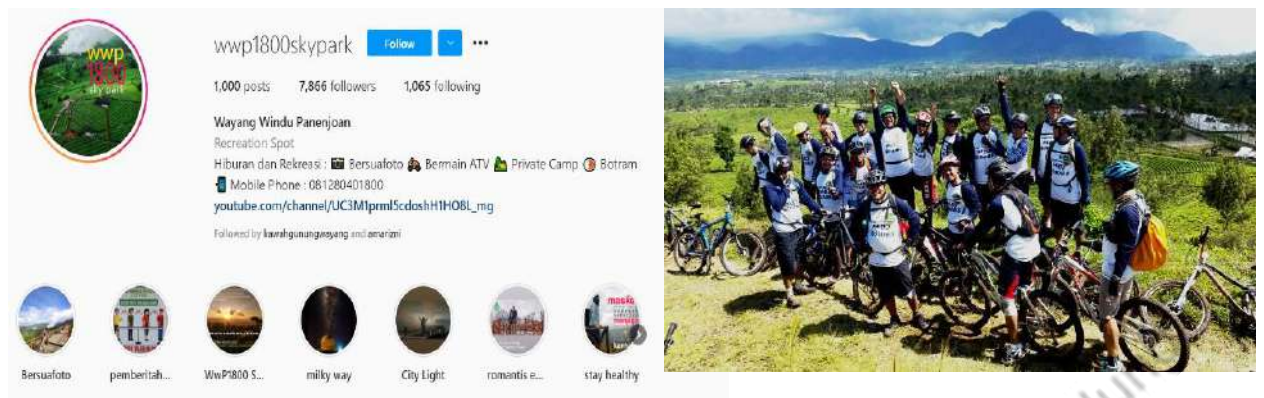 wwp
1800
sky park
wwp1800skypark Follow
1,000 posts 7,866 followers 1,065 following
Wayang Windu Panenjoan
Recreation Spot
Hiburan dan Rekreasi : Bersuafoto Bermain ATV Private Camp Botram
Mobile Phone : 081280401800
youtube.com/channel/UC3M1prml5cdoshH1HO8L_mg
Followed by kawahgunungwayang and amarizni
Bersuafoto pemberitah... WwP1800 S... milky way City Light romantis e... stay healthy